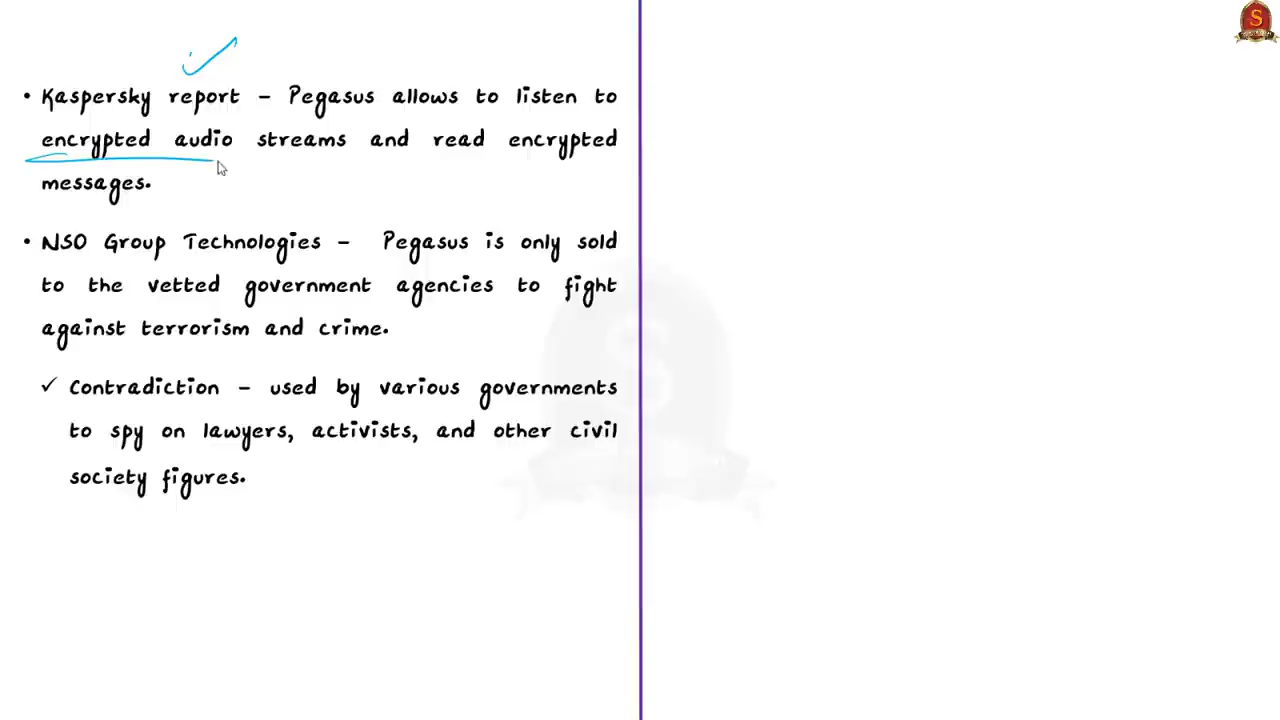 • Kaspersky report - Pegasus allows to listen to
encrypted audio streams and read encrypted
messages.
• NSO Group Technologies - Pegasus is only sold
to the vetted government agencies to fight
against terrorism and crime.
✓ Contradiction - used by various governments
to spy on lawyers, activists, and other civil
society figures.